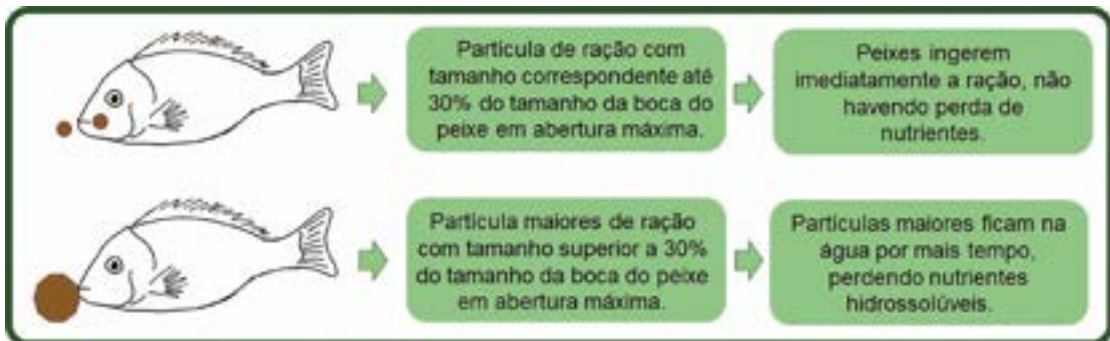 Partícula de ração com
tamanho correspondente até
30% do tamanho da boca do
peixe em abertura máxima.
Peixes ingerem
imediatamente a ração, não
havendo perda de
nutrientes.
Partícula maiores de ração
com tamanho superior a 30%
do tamanho da boca do peixe
em abertura máxima.
Partículas maiores ficam na
água por mais tempo,
perdendo nutrientes
hidrossolúveis.